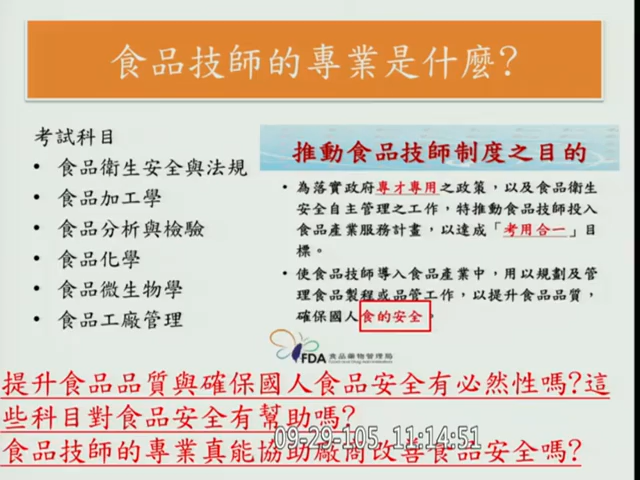 食品技師的專業是什麼?
考試科目
• 食品衛生安全與法規
• 食品加工學
• 食品分析與檢驗
• 食品化學
• 食品微生物學
• 食品工廠管理
推動食品技師制度之目的
• 為落實政府專才專用之政策,以及食品衛生
安全自主管理之工作,特推動食品技師投入
食品產業服務計畫,以達成「考用合一」目
標。
• 使食品技師導入食品產業中,用以規劃及管
理食品製程或品管工作,以提升食品品質,
確保國人食的安全。
FDA 食品藥物管理局
提升食品品質與確保國人食品安全有必然性嗎?這
些科目對食品安全有幫助嗎?
食品技師的專業真能協助廠商改善食品安全嗎?
09-29-105 11:14:51